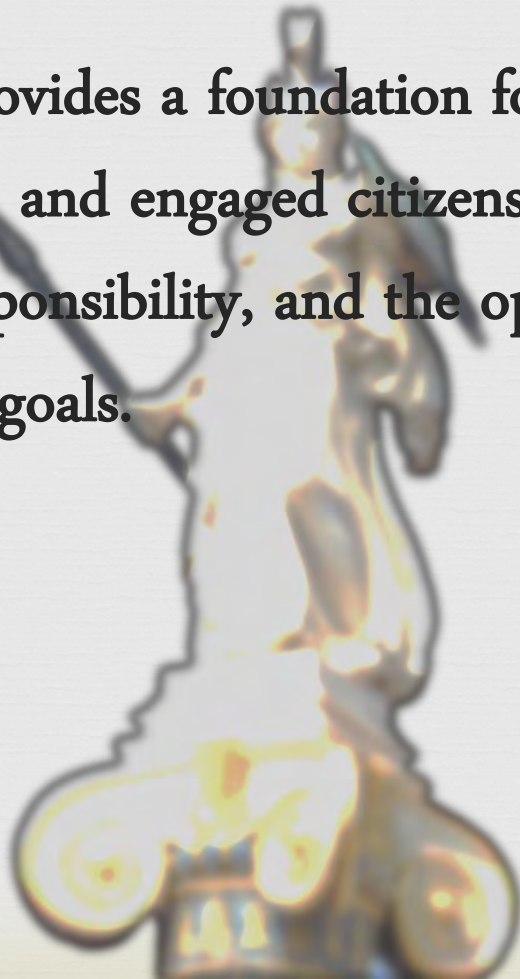 ovides a foundation fo
and engaged citizens
ponsibility, and the op
goals.